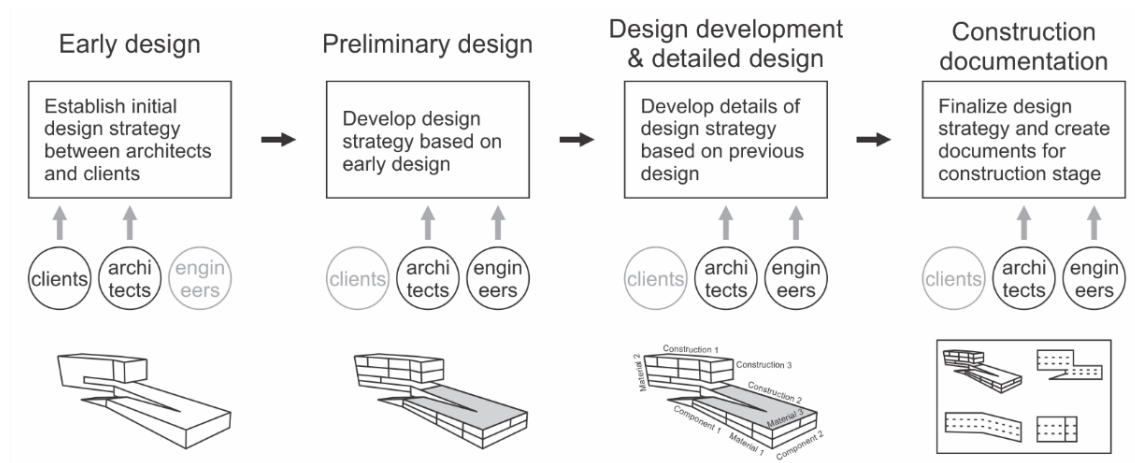 Early design
Preliminary design
Design development
& detailed design
Construction
documentation
Establish initial
design strategy
between architects
and clients
Develop design
strategy based on
early design
Develop details of
design strategy
based on previous
design
Finalize design
strategy and create
documents for
construction stage
clients
archi
tects
engin
eers
clients
archi
tects
engin
eers
clients
archi
tects
engin
eers
clients
archi
tects
engin
eers
Construction 1
Material 2
Construction 3
Construction 2
Material 3
Component 1
Material 1
Component 2